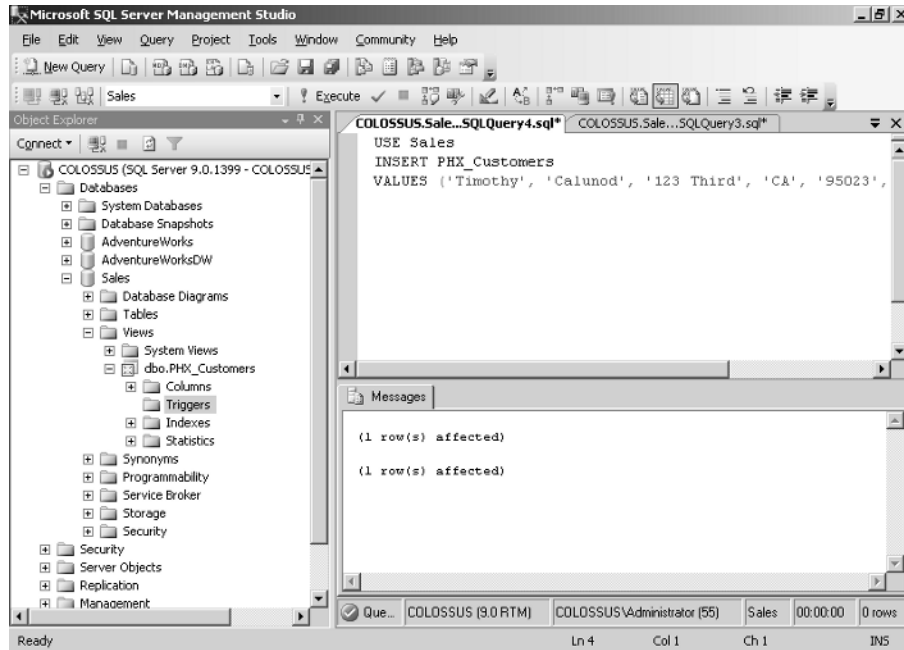 Microsoft SQL Server Management Studio
File Edit View Query Project Tools Window Community Help
New Query
Sales Execute
Object Explorer
Connect
COLOSSUS (SQL Server 9.0.1399 - COLOSSUS
Databases
System Databases
Database Snapshots
AdventureWorks
AdventureWorksDW
Sales
Database Diagrams
Tables
Views
System Views
dbo.PHX_Customers
Columns
Triggers
Indexes
Statistics
Synonyms
Programmability
Service Broker
Storage
Security
Security
Server Objects
Replication
Management
COLOSSUS.Sale...SQLQuery4.sql* COLOSSUS.Sale...SQLQuery3.sql*
USE Sales
INSERT PHX_Customers
VALUES ('Timothy', 'Calunod', '123 Third', 'CA', '95023',
Messages
(1 row(s) affected)
(1 row(s) affected)
Que... COLOSSUS (9.0 RTM) COLOSSUS\Administrator (55) Sales 00:00:00 0 rows
Ready Ln 4 Col 1 Ch 1 INS